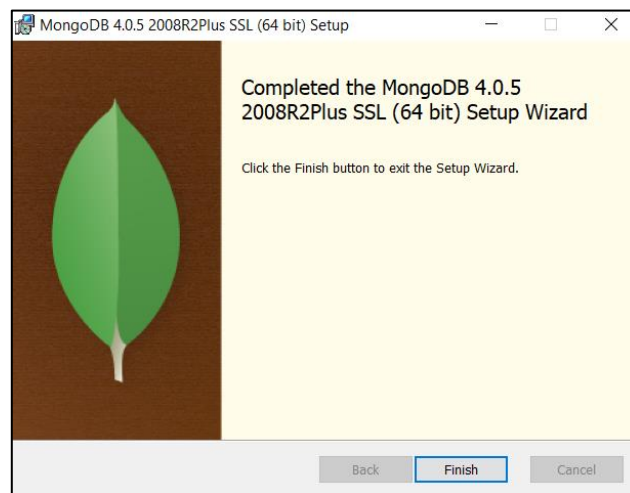 MongoDB 4.0.5 2008R2Plus SSL (64 bit) Setup
Completed the MongoDB 4.0.5
2008R2Plus SSL (64 bit) Setup Wizard
Click the Finish button to exit the Setup Wizard.
Back
Finish
Cancel